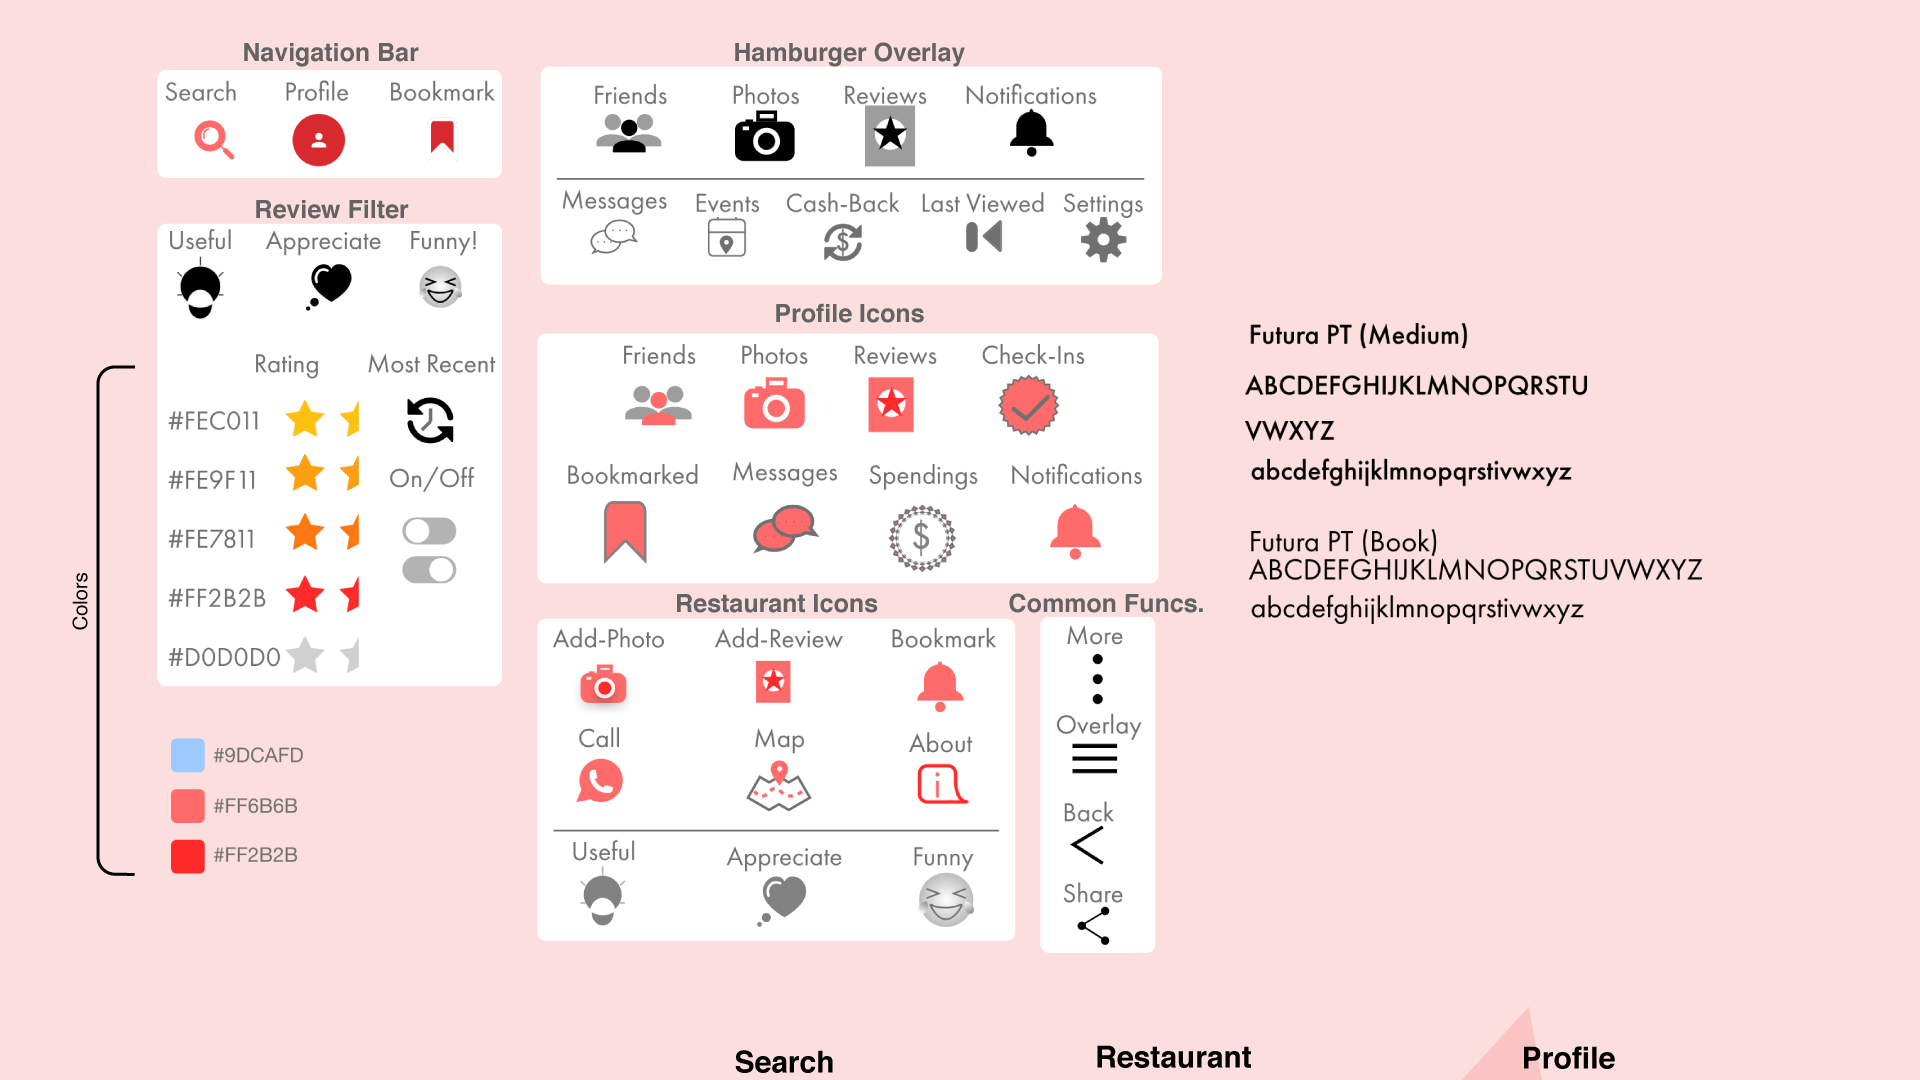 Navigation Bar
Search Profile Bookmark
Review Filter
Useful Appreciate Funny!
Rating Most Recent
#FEC011
#FE9F11
On/Off
#FE7811
#FF2B2B
#D0D0D0
Colors
#9DCAFD
#FF6B6B
#FF2B2B
Hamburger Overlay
Friends Photos Reviews Notifications
Messages Events Cash-Back Last Viewed Settings
$
Profile Icons
Friends Photos Reviews Check-Ins
Bookmarked Messages Spendings Notifications
$
Restaurant Icons
Add-Photo Add-Review Bookmark
Call Map About
i
Useful Appreciate Funny
Common Funcs.
More
Overlay
Back
Share
Futura PT (Medium)
ABCDEFGHIJKLMNOPQRSTU
VWXYZ
abcdefghijklmnopqrstivwxyz
Futura PT (Book)
ABCDEFGHIJKLMNOPQRSTUVWXYZ
abcdefghijklmnopqrstivwxyz
Search Restaurant Profile